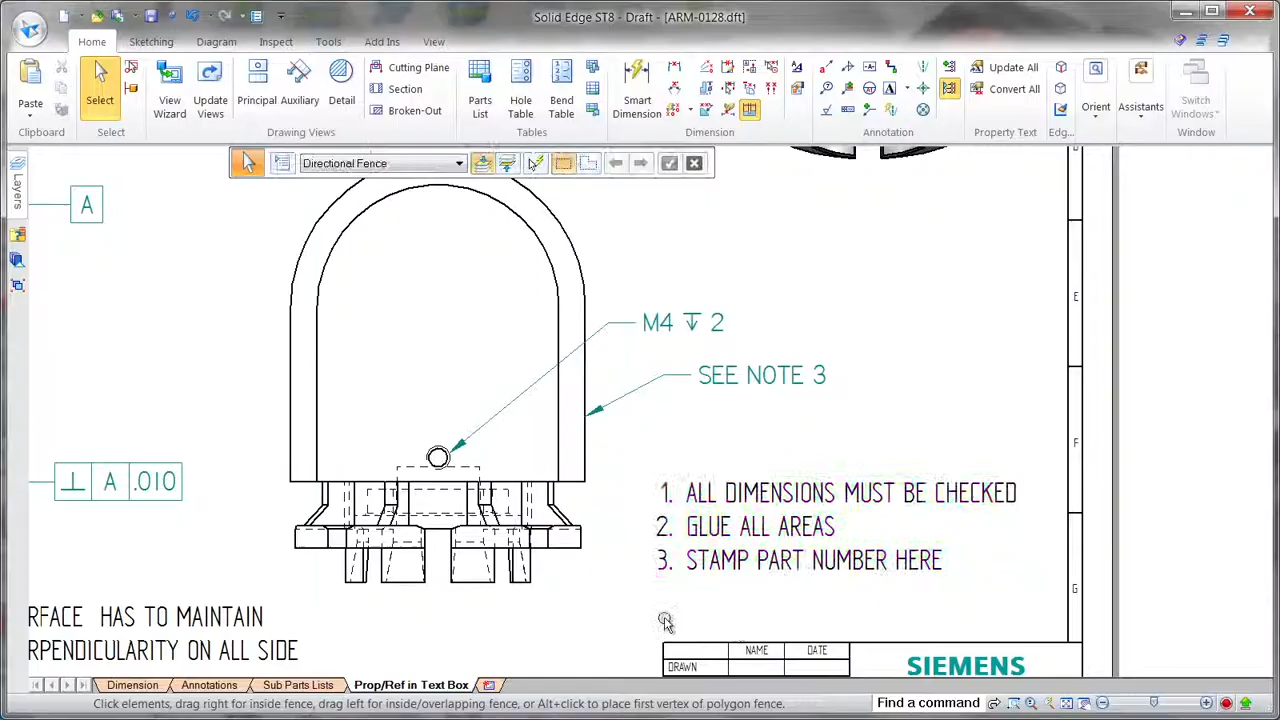 Solid Edge ST8 - Draft - [ARM-0128.dft]
Home Sketching Diagram Inspect Tools Add Ins View
Cutting Plane
Update All
Section
Convert All
Paste Select View Wizard Update Views Principal Auxiliary Detail Broken-Out Parts List Hole Table Bend Table Smart Dimension Orient Assistants Switch Windows
Clipboard Select Drawing Views Tables Dimension Annotation Property Text Edg... Window
Directional Fence
Layers
A
E
M4 ↧ 2
SEE NOTE 3
F
⊥ A .010
1. ALL DIMENSIONS MUST BE CHECKED
2. GLUE ALL AREAS
3. STAMP PART NUMBER HERE
G
RFACE HAS TO MAINTAIN
RPENDICULARITY ON ALL SIDE
NAME DATE
DRAWN
SIEMENS
Dimension Annotations Sub Parts Lists Prop/Ref in Text Box
Click elements, drag right for inside fence, drag left for inside/overlapping fence, or Alt+click to place first vertex of polygon fence.
Find a command